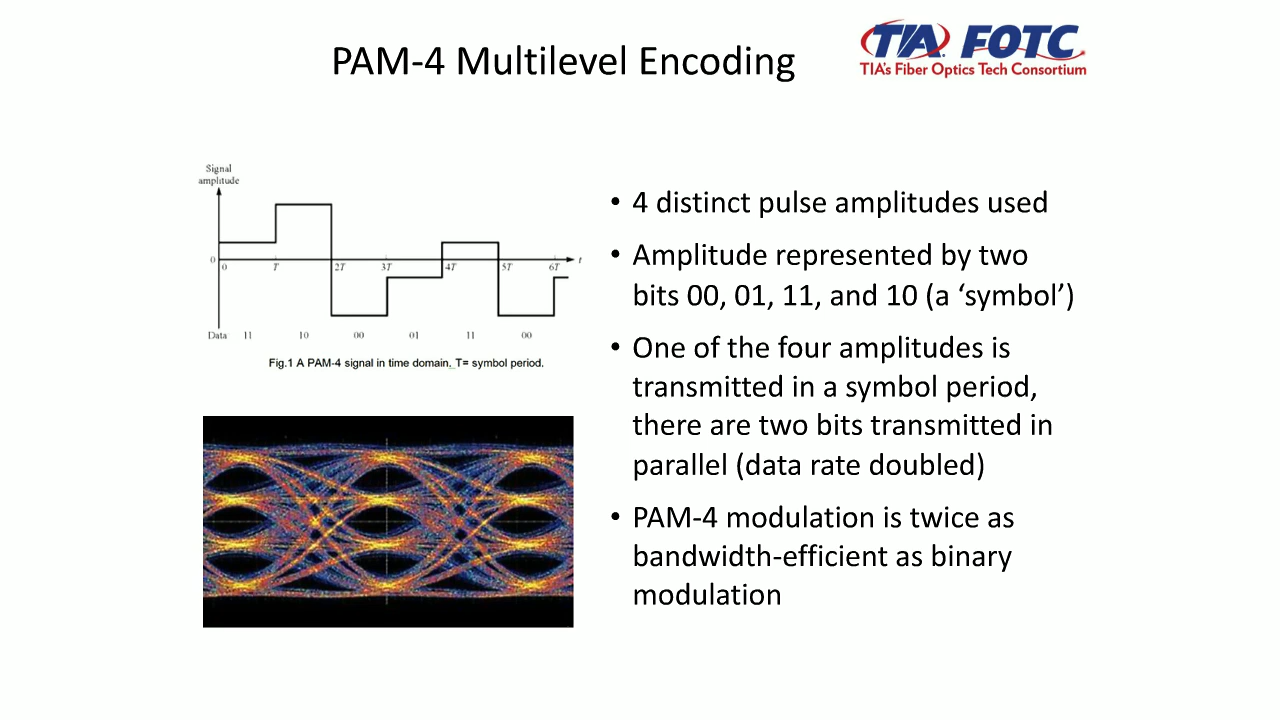 PAM-4 Multilevel Encoding
TIA FOTC
TIA's Fiber Optics Tech Consortium
Signal
amplitude
0
0 T 2T 3T 4T 5T 6T t
Data 11 10 00 01 11 00
Fig.1 A PAM-4 signal in time domain. T= symbol period.
• 4 distinct pulse amplitudes used
• Amplitude represented by two
bits 00, 01, 11, and 10 (a ‘symbol’)
• One of the four amplitudes is
transmitted in a symbol period,
there are two bits transmitted in
parallel (data rate doubled)
• PAM-4 modulation is twice as
bandwidth-efficient as binary
modulation